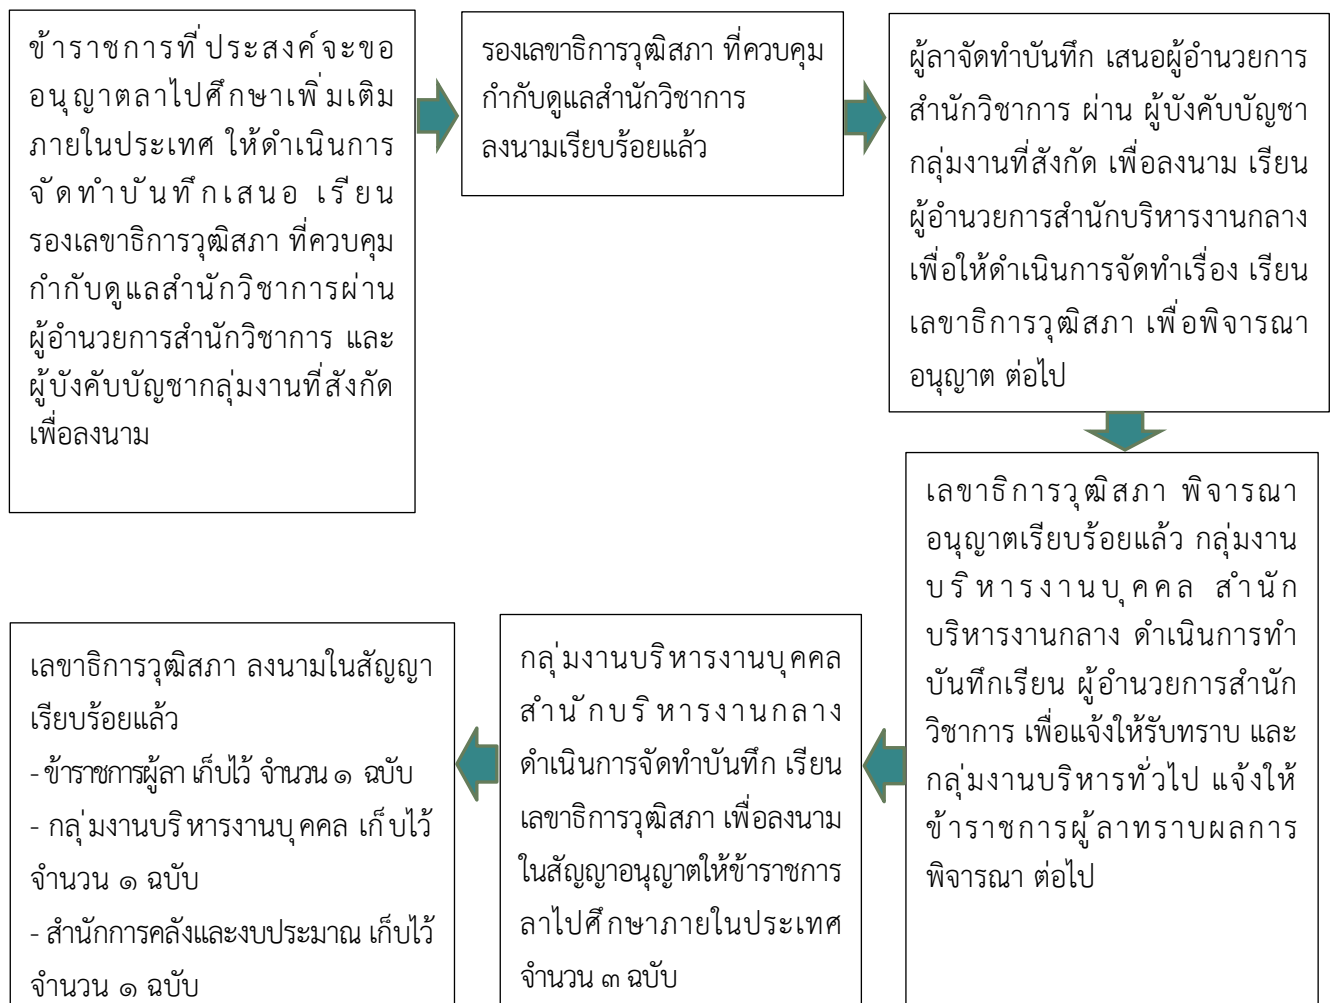 ข้าราชการที่ประสงค์จะขอ
อนุญาตลาไปศึกษาเพิ่มเติม
ภายในประเทศ ให้ดำเนินการ
จัดทำบันทึกเสนอ เรียน
รองเลขาธิการวุฒิสภา ที่ควบคุม
กำกับดูแลสำนักวิชาการผ่าน
ผู้อำนวยการสำนักวิชาการ และ
ผู้บังคับบัญชากลุ่มงานที่สังกัด
เพื่อลงนาม
รองเลขาธิการวุฒิสภา ที่ควบคุม
กำกับดูแลสำนักวิชาการ
ลงนามเรียบร้อยแล้ว
ผู้ลาจัดทำบันทึก เสนอผู้อำนวยการ
สำนักวิชาการ ผ่าน ผู้บังคับบัญชา
กลุ่มงานที่สังกัด เพื่อลงนาม เรียน
ผู้อำนวยการสำนักบริหารงานกลาง
เพื่อให้ดำเนินการจัดทำเรื่อง เรียน
เลขาธิการวุฒิสภา เพื่อพิจารณา
อนุญาต ต่อไป
เลขาธิการวุฒิสภา พิจารณา
อนุญาตเรียบร้อยแล้ว กลุ่มงาน
บริหารงานบุคคล สำนัก
บริหารงานกลาง ดำเนินการทำ
บันทึกเรียน ผู้อำนวยการสำนัก
วิชาการ เพื่อแจ้งให้รับทราบ และ
กลุ่มงานบริหารทั่วไป แจ้งให้
ข้าราชการผู้ลาทราบผลการ
พิจารณา ต่อไป
กลุ่มงานบริหารงานบุคคล
สำนักบริหารงานกลาง
ดำเนินการจัดทำบันทึก เรียน
เลขาธิการวุฒิสภา เพื่อลงนาม
ในสัญญาอนุญาตให้ข้าราชการ
ลาไปศึกษาภายในประเทศ
จำนวน ๓ ฉบับ
เลขาธิการวุฒิสภา ลงนามในสัญญา
เรียบร้อยแล้ว
- ข้าราชการผู้ลา เก็บไว้ จำนวน ๑ ฉบับ
- กลุ่มงานบริหารงานบุคคล เก็บไว้
จำนวน ๑ ฉบับ
- สำนักการคลังและงบประมาณ เก็บไว้
จำนวน ๑ ฉบับ